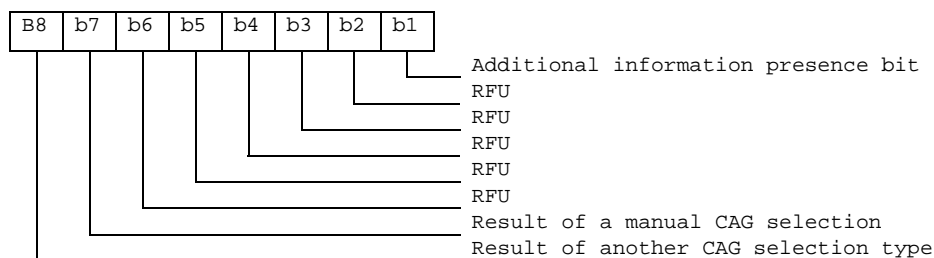 B8 b7 b6 b5 b4 b3 b2 b1
Additional information presence bit
RFU
RFU
RFU
RFU
RFU
Result of a manual CAG selection
Result of another CAG selection type